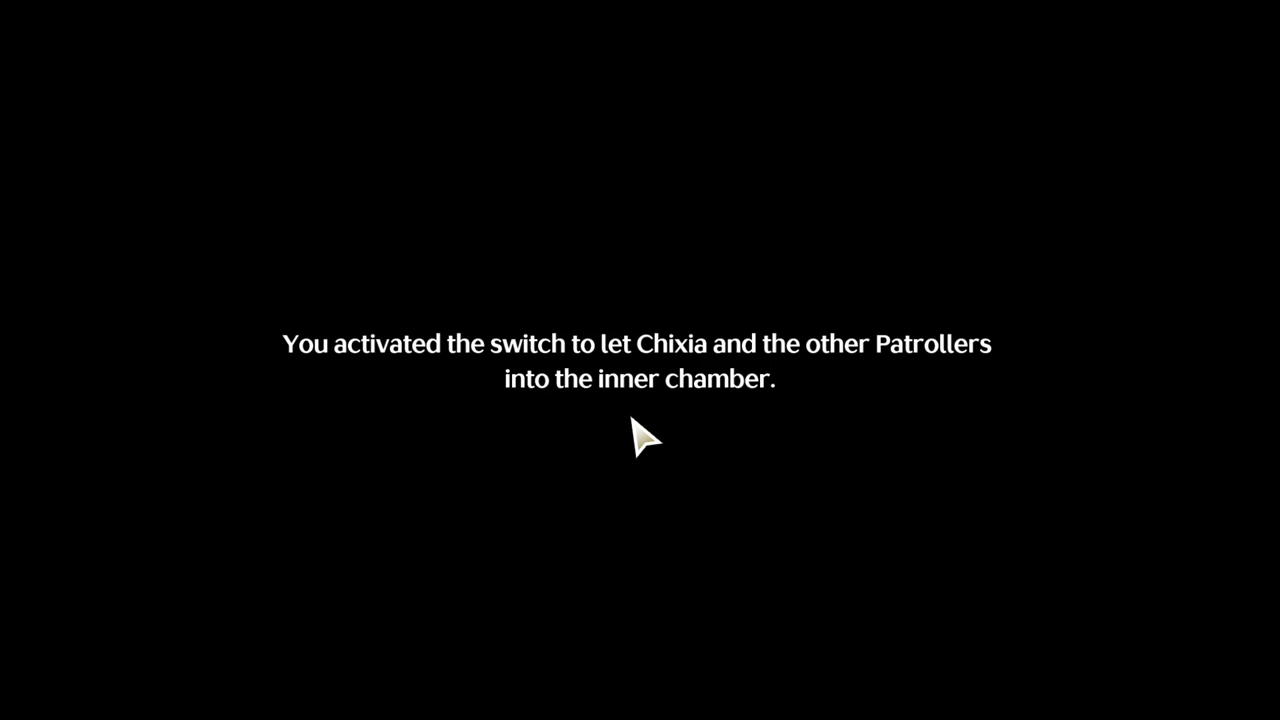 You activated the switch to let Chixia and the other Patrollers
into the inner chamber.